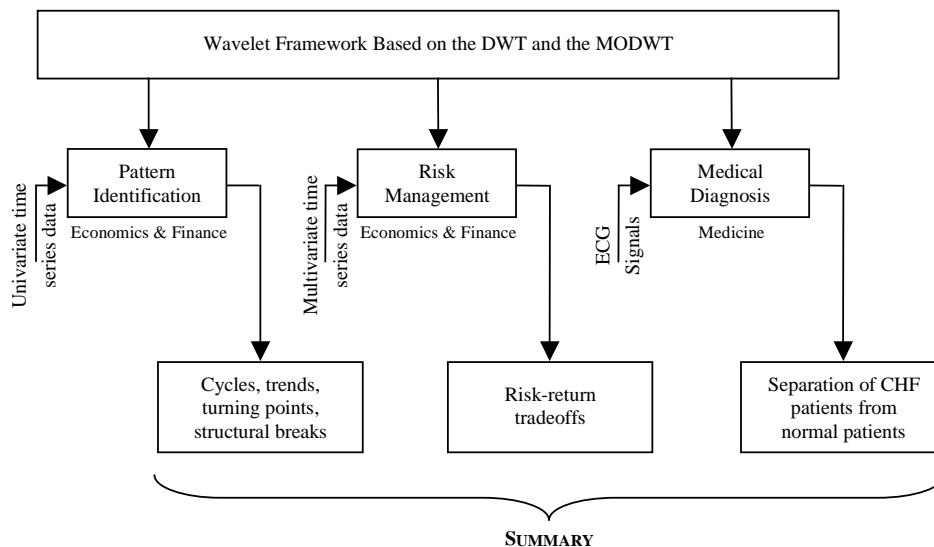 Wavelet Framework Based on the DWT and the MODWT
Pattern
Identification
Economics & Finance
Univariate time
series data
Risk
Management
Economics & Finance
Multivariate time
series data
Medical
Diagnosis
Medicine
ECG
Signals
Cycles, trends,
turning points,
structural breaks
Risk-return
tradeoffs
Separation of CHF
patients from
normal patients
SUMMARY